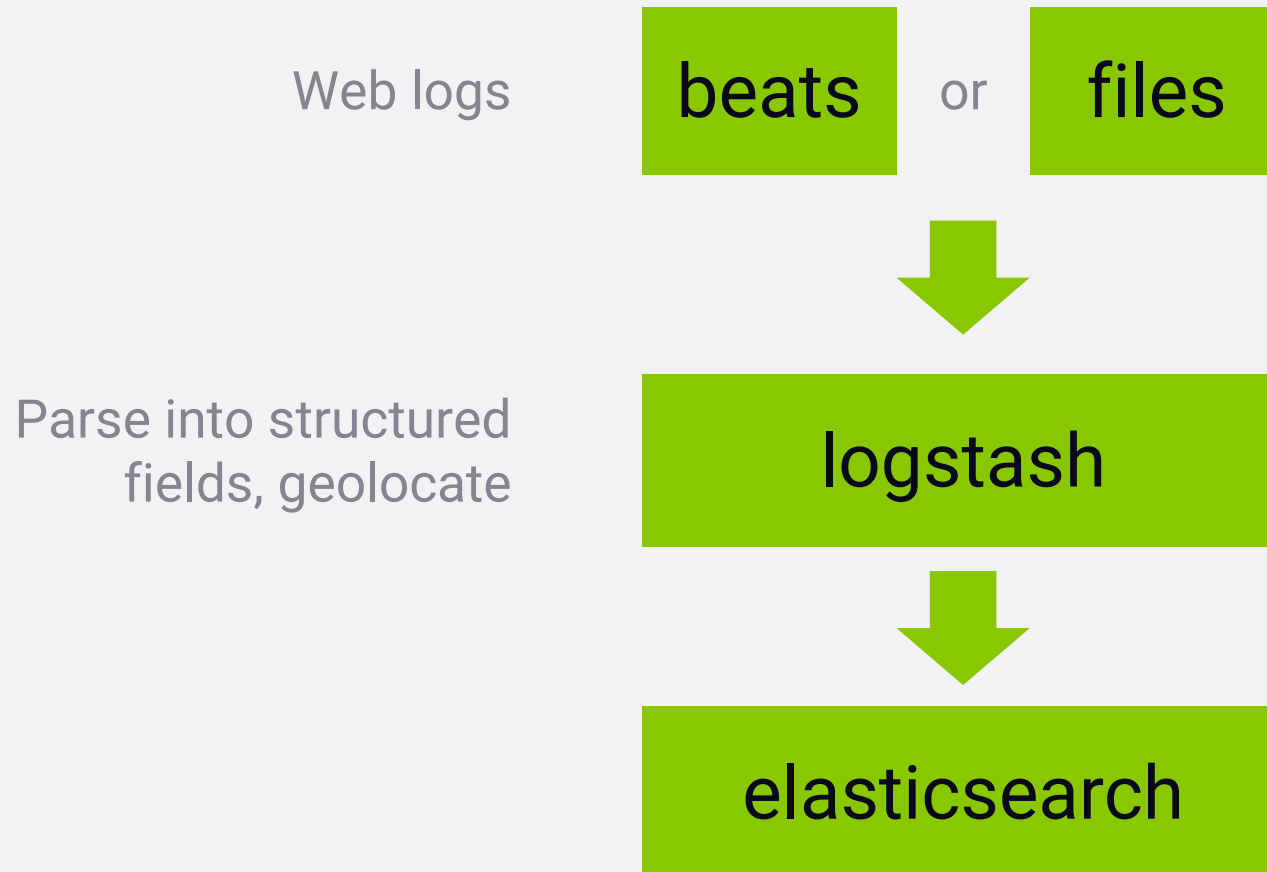 Web logs
beats or files
Parse into structured
fields, geolocate
logstash
elasticsearch